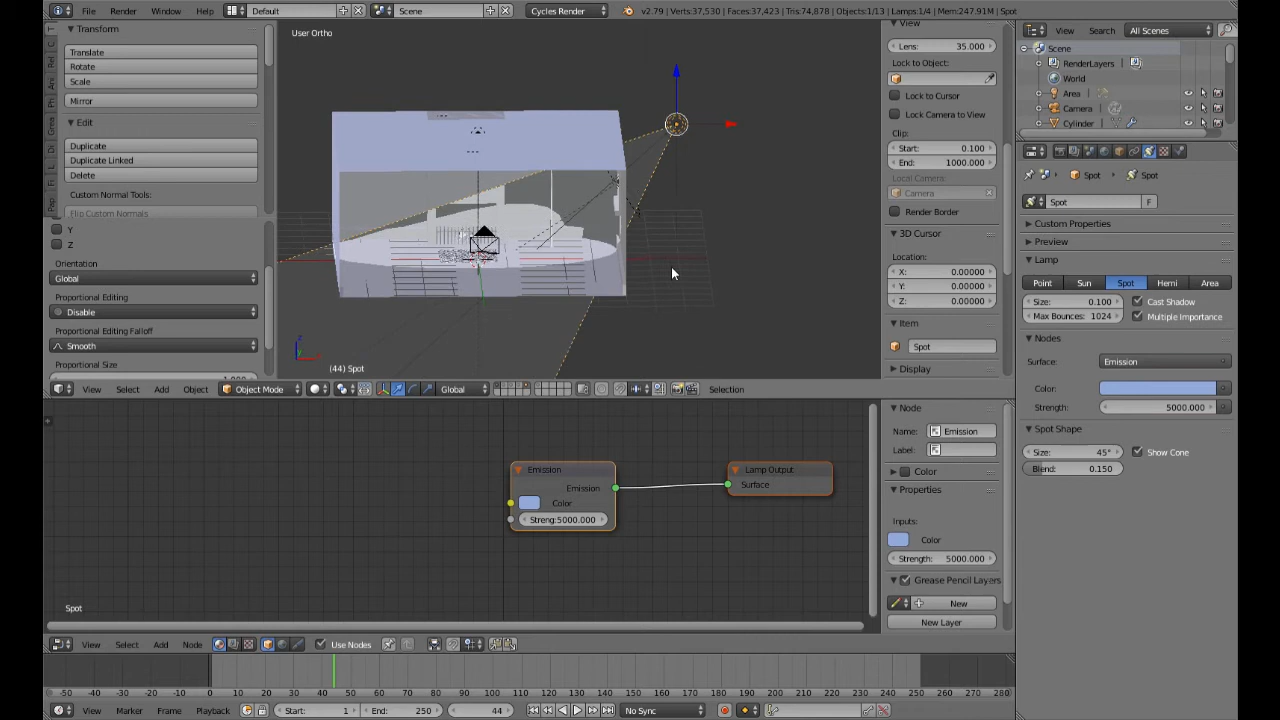 File Render Window Help Default Scene Cycles Render v2.79 | Verts:37,530 | Faces:37,423 | Tris:74,878 | Objects:1/13 | Lamps:1/4 | Mem:247.91M | Spot
Transform
Translate
Rotate
Scale
Mirror
Edit
Duplicate
Duplicate Linked
Delete
Custom Normal Tools:
Flip Custom Normals
Y
Z
Orientation
Global
Proportional Editing
Disable
Proportional Editing Falloff
Smooth
Proportional Size
User Ortho
(44) Spot
View
Lens: 35.000
Lock to Object:
Lock to Cursor
Lock Camera to View
Clip:
Start: 0.100
End: 1000.000
Local Camera:
Camera
Render Border
3D Cursor
Location:
X: 0.00000
Y: 0.00000
Z: 0.00000
Item
Spot
Display
View Search All Scenes
Scene
RenderLayers
World
Area
Camera
Cylinder
Spot Spot
Spot F
Custom Properties
Preview
Lamp
Point Sun Spot Hemi Area
Size: 0.100 Cast Shadow
Max Bounces: 1024 Multiple Importance
Nodes
Surface: Emission
Color:
Strength: 5000.000
Spot Shape
Size: 45° Show Cone
Blend: 0.150
View Select Add Object Object Mode Global Selection
Emission
Emission
Color
Streng:5000.000
Lamp Output
Surface
Spot
Node
Name: Emission
Label:
Color
Properties
Inputs:
Color
Strength: 5000.000
Grease Pencil Layers
New
New Layer
View Select Add Node Use Nodes
-50 -40 -30 -20 -10 0 10 20 30 40 50 60 70 80 90 100 110 120 130 140 150 160 170 180 190 200 210 220 230 240 250 260 270 280
View Marker Frame Playback Start: 1 End: 250 44 No Sync